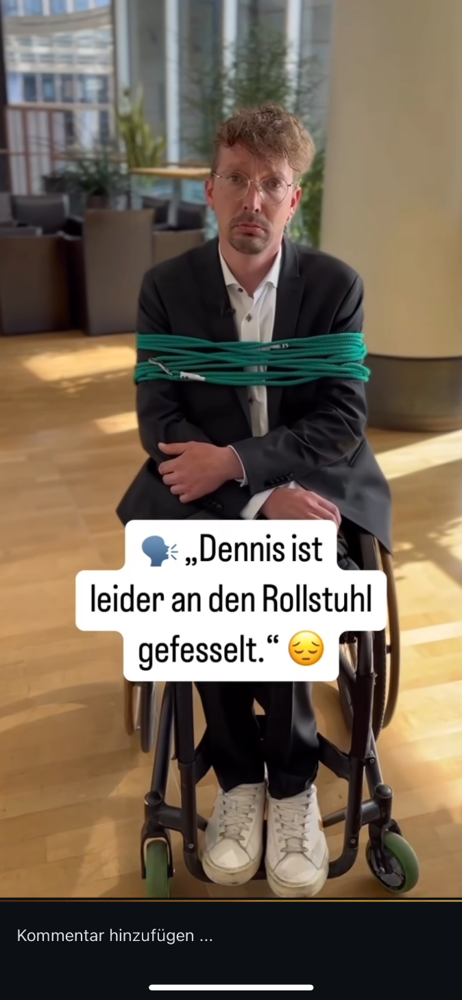 🗣️ „Dennis ist
leider an den Rollstuhl
gefesselt.“ 😔
Kommentar hinzufügen ...